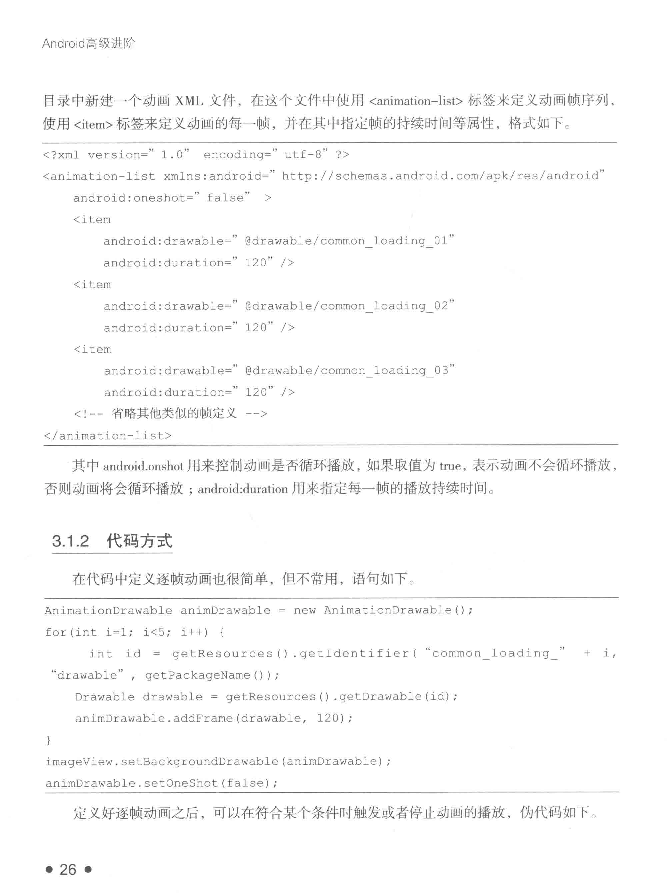 Android高级进阶
目录中新建一个动画 XML 文件，在这个文件中使用 <animation–list> 标签来定义动画帧序列，
使用 <item> 标签来定义动画的每一帧，并在其中指定帧的持续时间等属性，格式如下。
<?xml version=” 1.0” encoding=” utf-8” ?>
<animation-list xmlns:android=” http://schemas.android.com/apk/res/android”
android:oneshot=” false” >
<item
android:drawable=” @drawable/common_loading_01”
android:duration=” 120” />
<item
android:drawable=” @drawable/common_loading_02”
android:duration=” 120” />
<item
android:drawable=” @drawable/common_loading_03”
android:duration=” 120” />
<!-- 省略其他类似的帧定义 -->
</animation-list>
其中 android.onshot 用来控制动画是否循环播放，如果取值为 true，表示动画不会循环播放，
否则动画将会循环播放；android:duration 用来指定每一帧的播放持续时间。
3.1.2 代码方式
在代码中定义逐帧动画也很简单，但不常用，语句如下。
AnimationDrawable animDrawable = new AnimationDrawable();
for(int i=1; i<5; i++) {
int id = getResources().getIdentifier( “common_loading_” + i,
“drawable” , getPackageName());
Drawable drawable = getResources().getDrawable(id);
animDrawable.addFrame(drawable, 120);
}
imageView.setBackgroundDrawable(animDrawable);
animDrawable.setOneShot(false);
定义好逐帧动画之后，可以在符合某个条件时触发或者停止动画的播放，伪代码如下。
● 26 ●